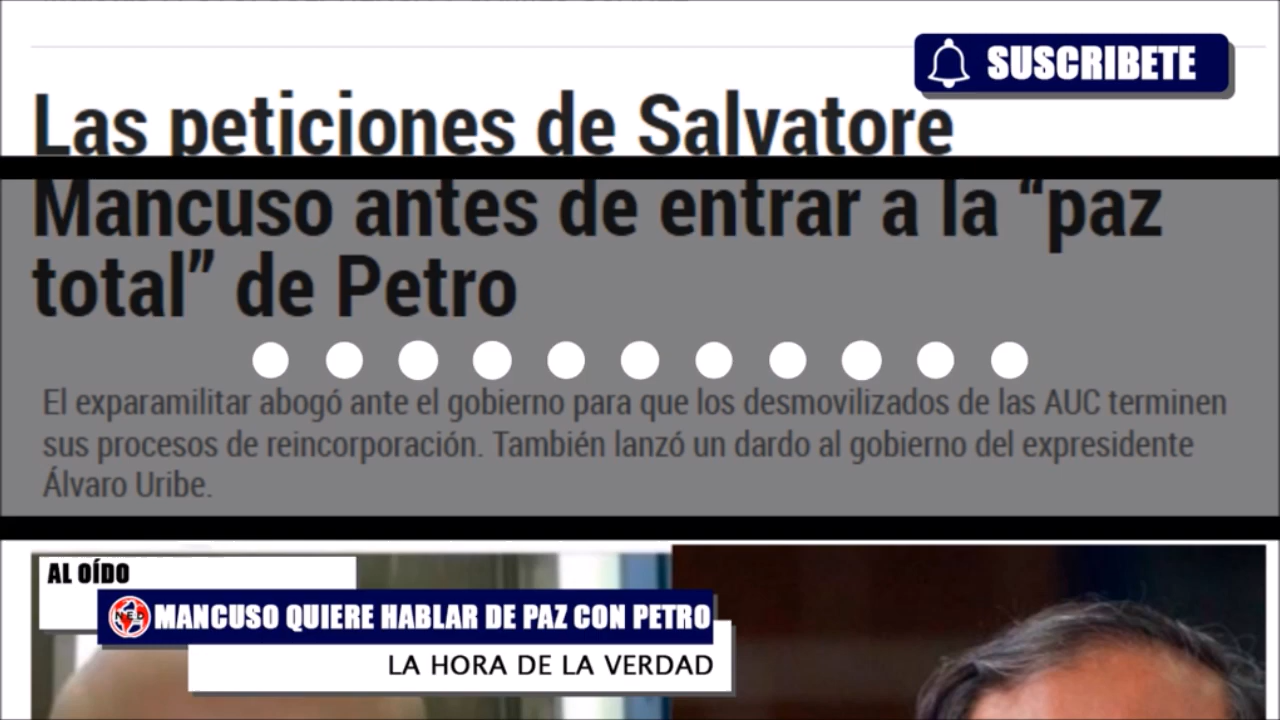 SUSCRIBETE
Las peticiones de Salvatore
Mancuso antes de entrar a la “paz
total” de Petro
El exparamilitar abogó ante el gobierno para que los desmovilizados de las AUC terminen
sus procesos de reincorporación. También lanzó un dardo al gobierno del expresidente
Álvaro Uribe.
AL OÍDO
MANCUSO QUIERE HABLAR DE PAZ CON PETRO
LA HORA DE LA VERDAD